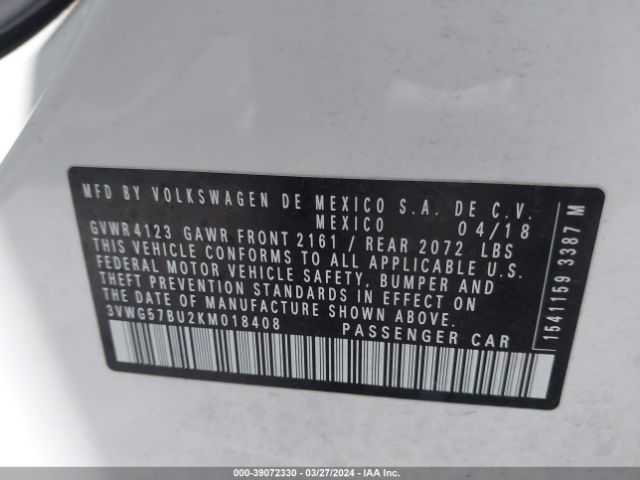 MFD BY VOLKSWAGEN DE MEXICO S.A. DE C.V.
MEXICO 04/18
GVWR 4123 GAWR FRONT 2161 / REAR 2072 LBS
THIS VEHICLE CONFORMS TO ALL APPLICABLE U.S.
FEDERAL MOTOR VEHICLE SAFETY, BUMPER AND
THEFT PREVENTION STANDARDS IN EFFECT ON
THE DATE OF MANUFACTURE SHOWN ABOVE.
3VWG57BU2KM018408 PASSENGER CAR
1541159 3387 M
000-39072330 | 03/27/2024 | IAAI.COM